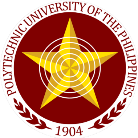 POLYTECHNIC UNIVERSITY OF THE PHILIPPINES
1904